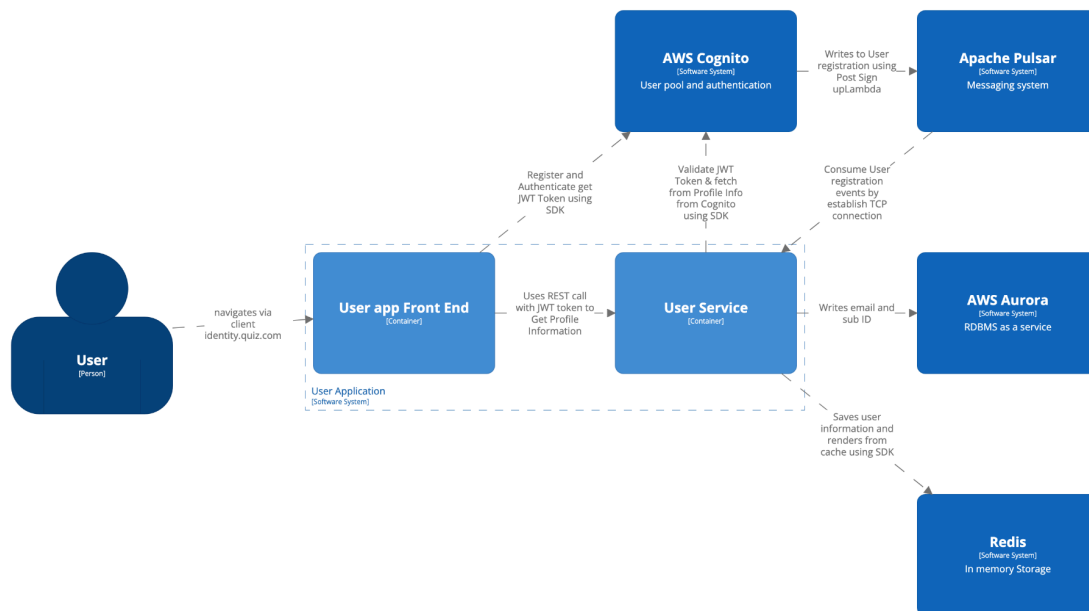 AWS Cognito
[Software System]
User pool and authentication
Writes to User
registration using
Post Sign
upLambda
Apache Pulsar
[Software System]
Messaging system
Register and
Authenticate get
JWT Token using
SDK
Validate JWT
Token & fetch
from Profile Info
from Cognito
using SDK
Consume User
registration
events by
establish TCP
connection
User
[Person]
navigates via
client
identity.quiz.com
User app Front End
[Container]
Uses REST call
with JWT token to
Get Profile
Information
User Service
[Container]
Writes email and
sub ID
AWS Aurora
[Software System]
RDBMS as a service
User Application
[Software System]
Saves user
information and
renders from
cache using SDK
Redis
[Software System]
In memory Storage